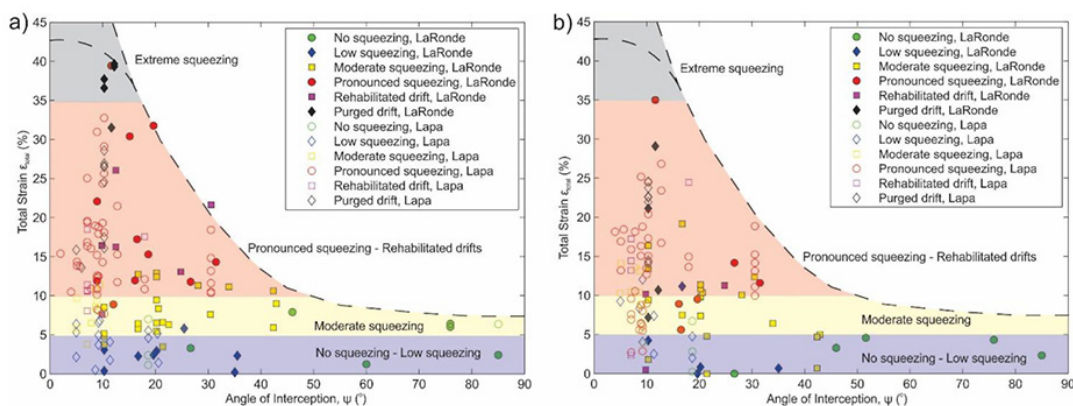 a)
45
40
35
30
25
20
15
10
5
0
Total Strain ε_total (%)
Extreme squeezing
No squeezing, LaRonde
Low squeezing, LaRonde
Moderate squeezing, LaRonde
Pronounced squeezing, LaRonde
Rehabilitated drift, LaRonde
Purged drift, LaRonde
No squeezing, Lapa
Low squeezing, Lapa
Moderate squeezing, Lapa
Pronounced squeezing, Lapa
Rehabilitated drift, Lapa
Purged drift, Lapa
Pronounced squeezing - Rehabilitated drifts
Moderate squeezing
No squeezing - Low squeezing
0 10 20 30 40 50 60 70 80 90
Angle of Interception, ψ (°)
b)
45
40
35
30
25
20
15
10
5
0
Total Strain ε_total (%)
Extreme squeezing
No squeezing, LaRonde
Low squeezing, LaRonde
Moderate squeezing, LaRonde
Pronounced squeezing, LaRonde
Rehabilitated drift, LaRonde
Purged drift, LaRonde
No squeezing, Lapa
Low squeezing, Lapa
Moderate squeezing, Lapa
Pronounced squeezing, Lapa
Rehabilitated drift, Lapa
Purged drift, Lapa
Pronounced squeezing - Rehabilitated drifts
Moderate squeezing
No squeezing - Low squeezing
0 10 20 30 40 50 60 70 80 90
Angle of Interception, ψ (°)